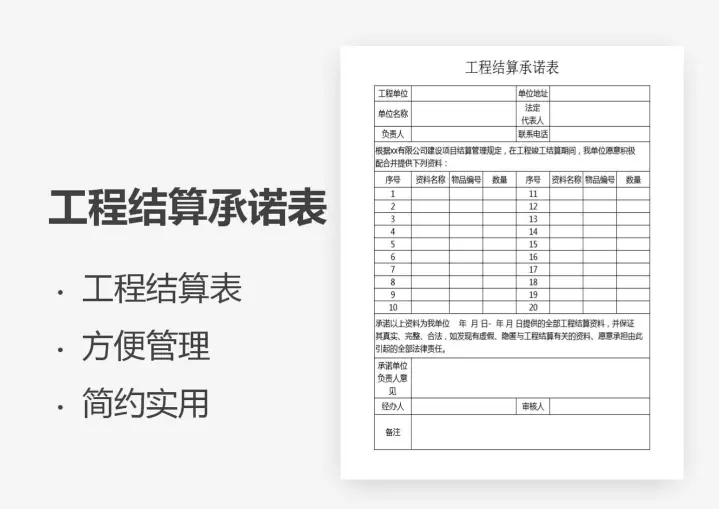 工程结算承诺表
· 工程结算表
· 方便管理
· 简约实用
工程结算承诺表
工程单位 单位地址
单位名称 法定
代表人
负责人 联系电话
根据xx有限公司建设项目结算管理规定，在工程竣工结算期间，我单位愿意积极
配合并提供下列资料：
序号 资料名称 物品编号 数量 序号 资料名称 物品编号 数量
1 11
2 12
3 13
4 14
5 15
6 16
7 17
8 18
9 19
10 20
承诺以上资料为我单位 年 月 日- 年 月 日提供的全部工程结算资料，并保证
其真实、完整、合法，如发现有虚假、隐匿与工程结算有关的资料、愿意承担由此
引起的全部法律责任。
承诺单位
负责人意
见
经办人 审核人
备注